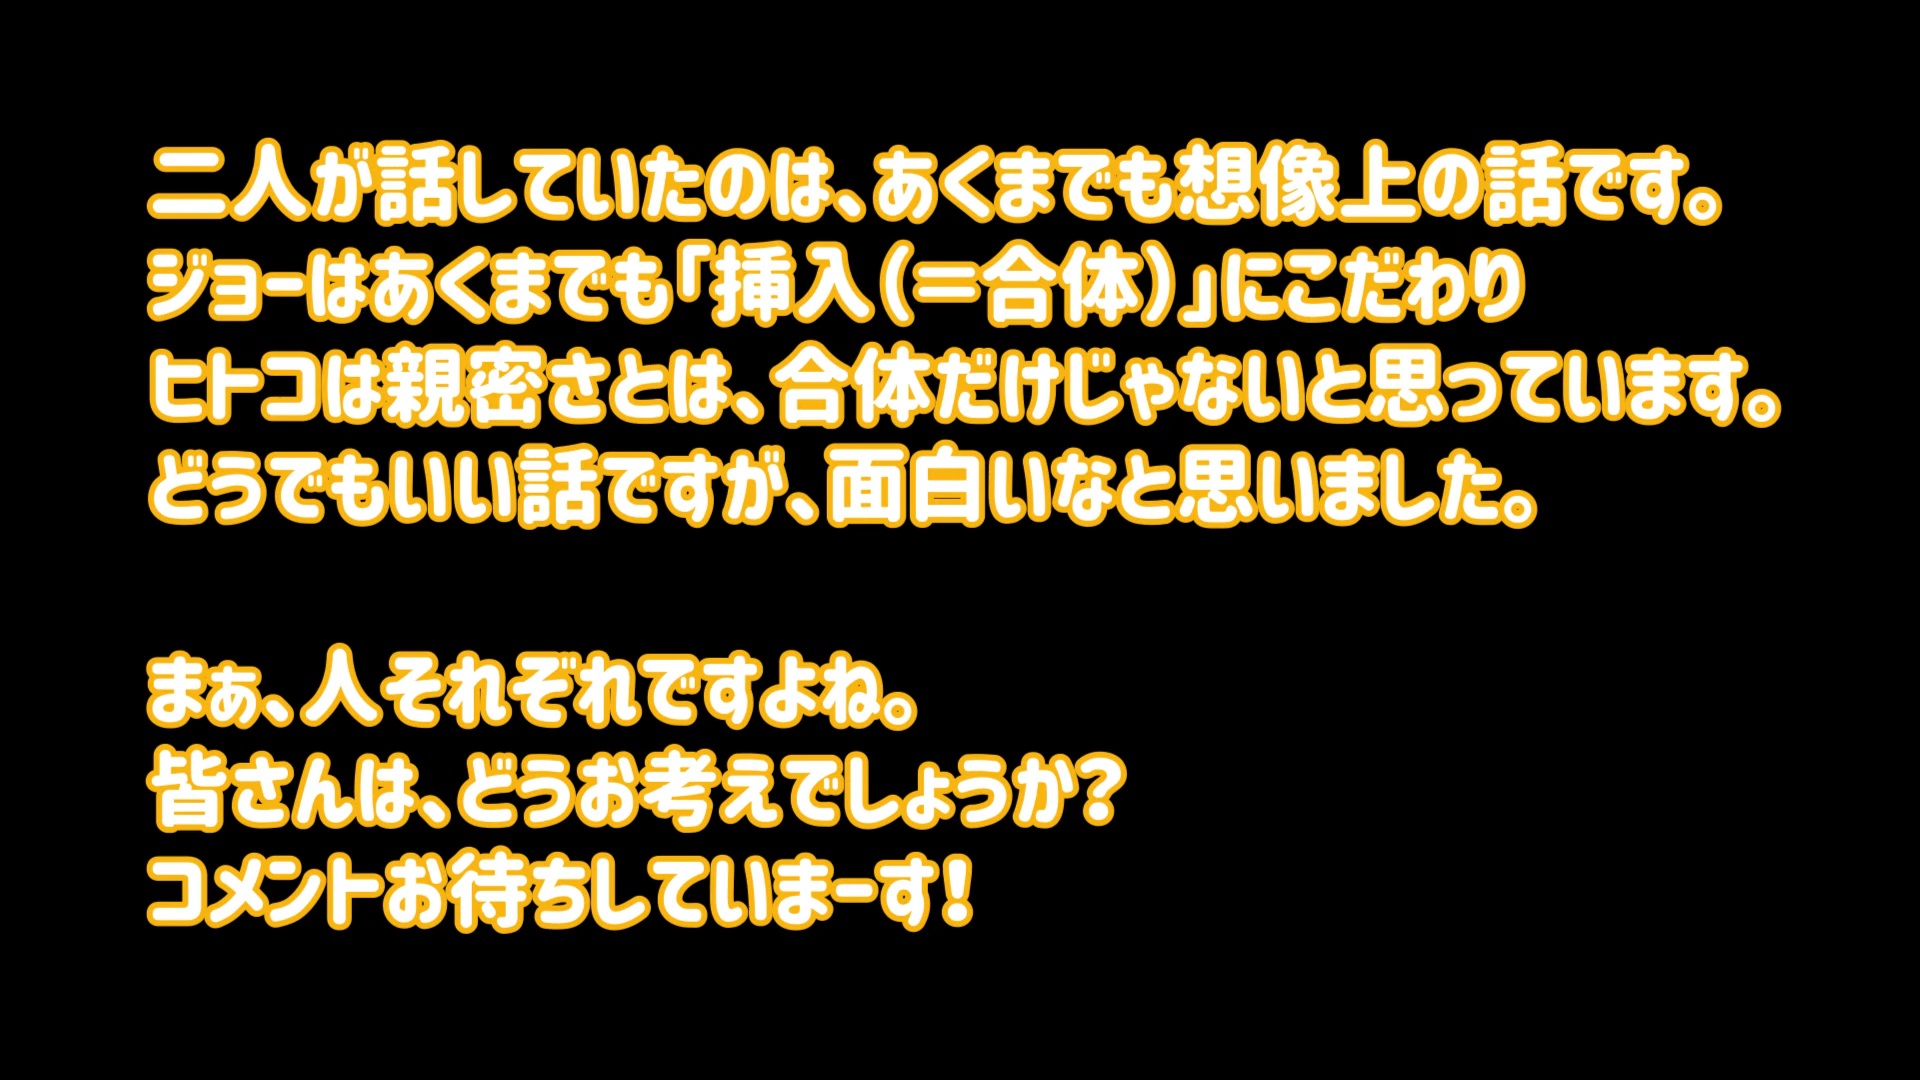 二人が話していたのは、あくまでも想像上の話です。
ジョーはあくまでも「挿入(=合体)」にこだわり
ヒトコは親密さとは、合体だけじゃないと思っています。
どうでもいい話ですが、面白いなと思いました。
まぁ、人それぞれですよね。
皆さんは、どうお考えでしょうか?
コメントお待ちしていまーす!